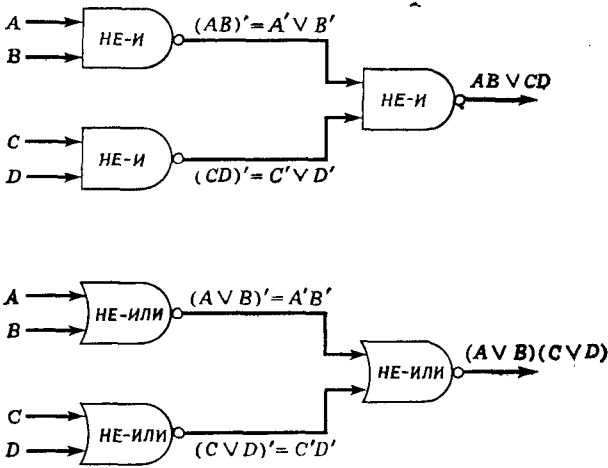 A
B
НЕ-И
(AB)′ = A′ ∨ B′
C
D
НЕ-И
(CD)′ = C′ ∨ D′
НЕ-И
AB ∨ CD
A
B
НЕ-ИЛИ
(A ∨ B)′ = A′B′
C
D
НЕ-ИЛИ
(C ∨ D)′ = C′D′
НЕ-ИЛИ
(A ∨ B)(C ∨ D)